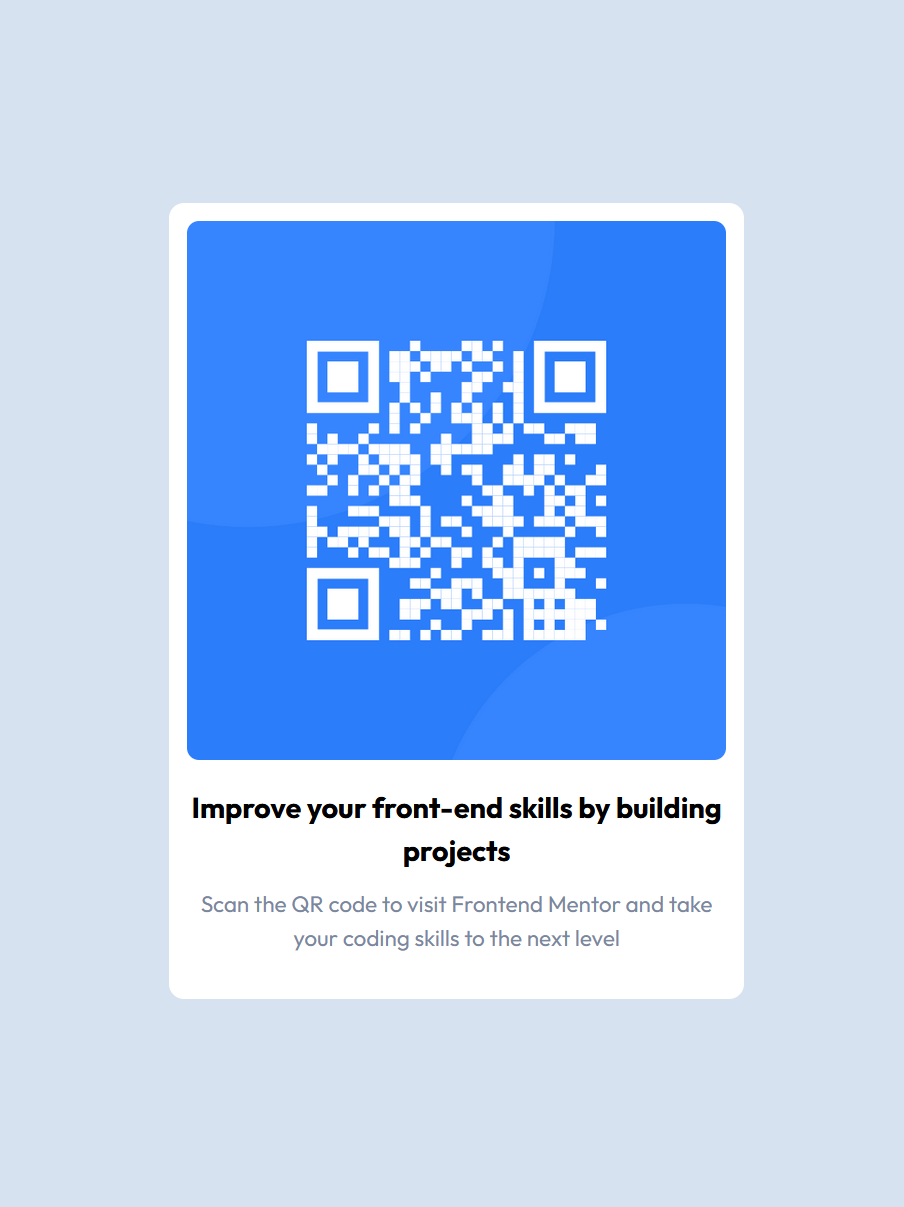 Improve your front-end skills by building
projects
Scan the QR code to visit Frontend Mentor and take
your coding skills to the next level